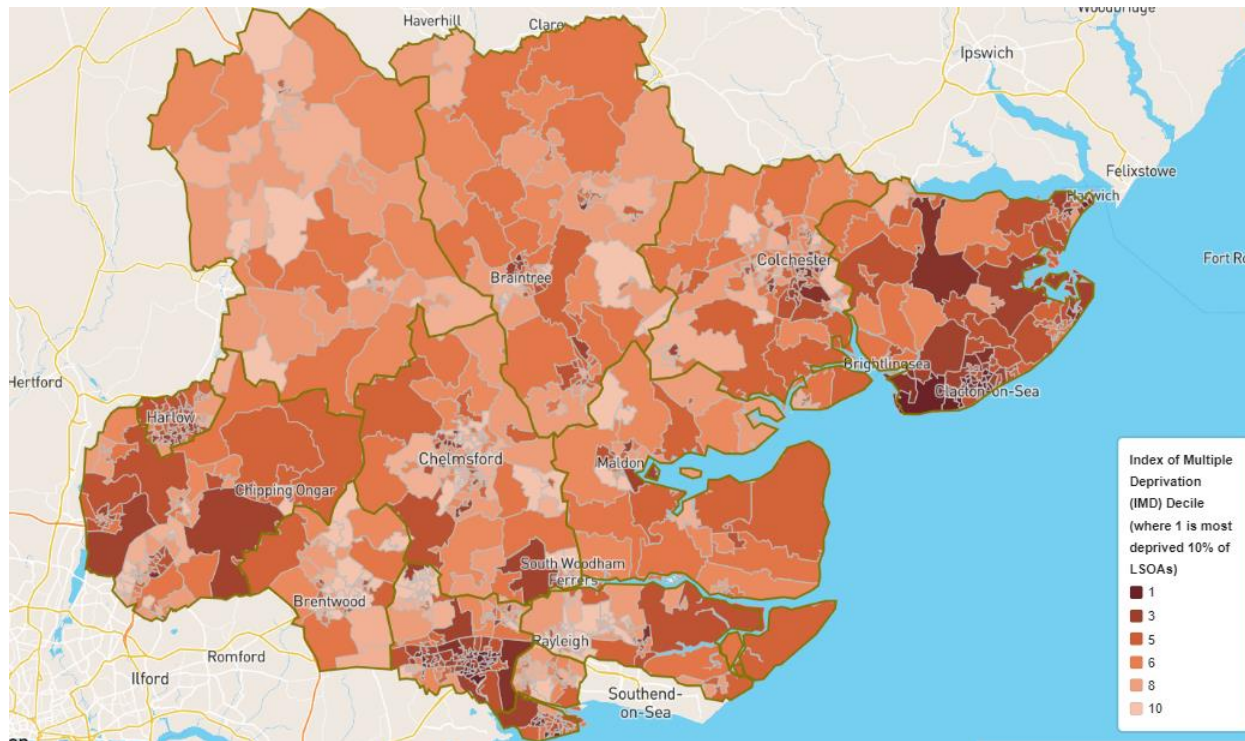 Haverhill
Clare
Woodbridge
Ipswich
Felixstowe
Harwich
Colchester
Braintree
Fort Ro
Hertford
Brightlingsea
Clacton-on-Sea
Harlow
Chelmsford
Maldon
Chipping Ongar
South Woodham
Ferrers
Brentwood
Rayleigh
Romford
Ilford
Southend-
on-Sea
on
Index of Multiple
Deprivation
(IMD) Decile
(where 1 is most
deprived 10% of
LSOAs)
1
3
5
6
8
10